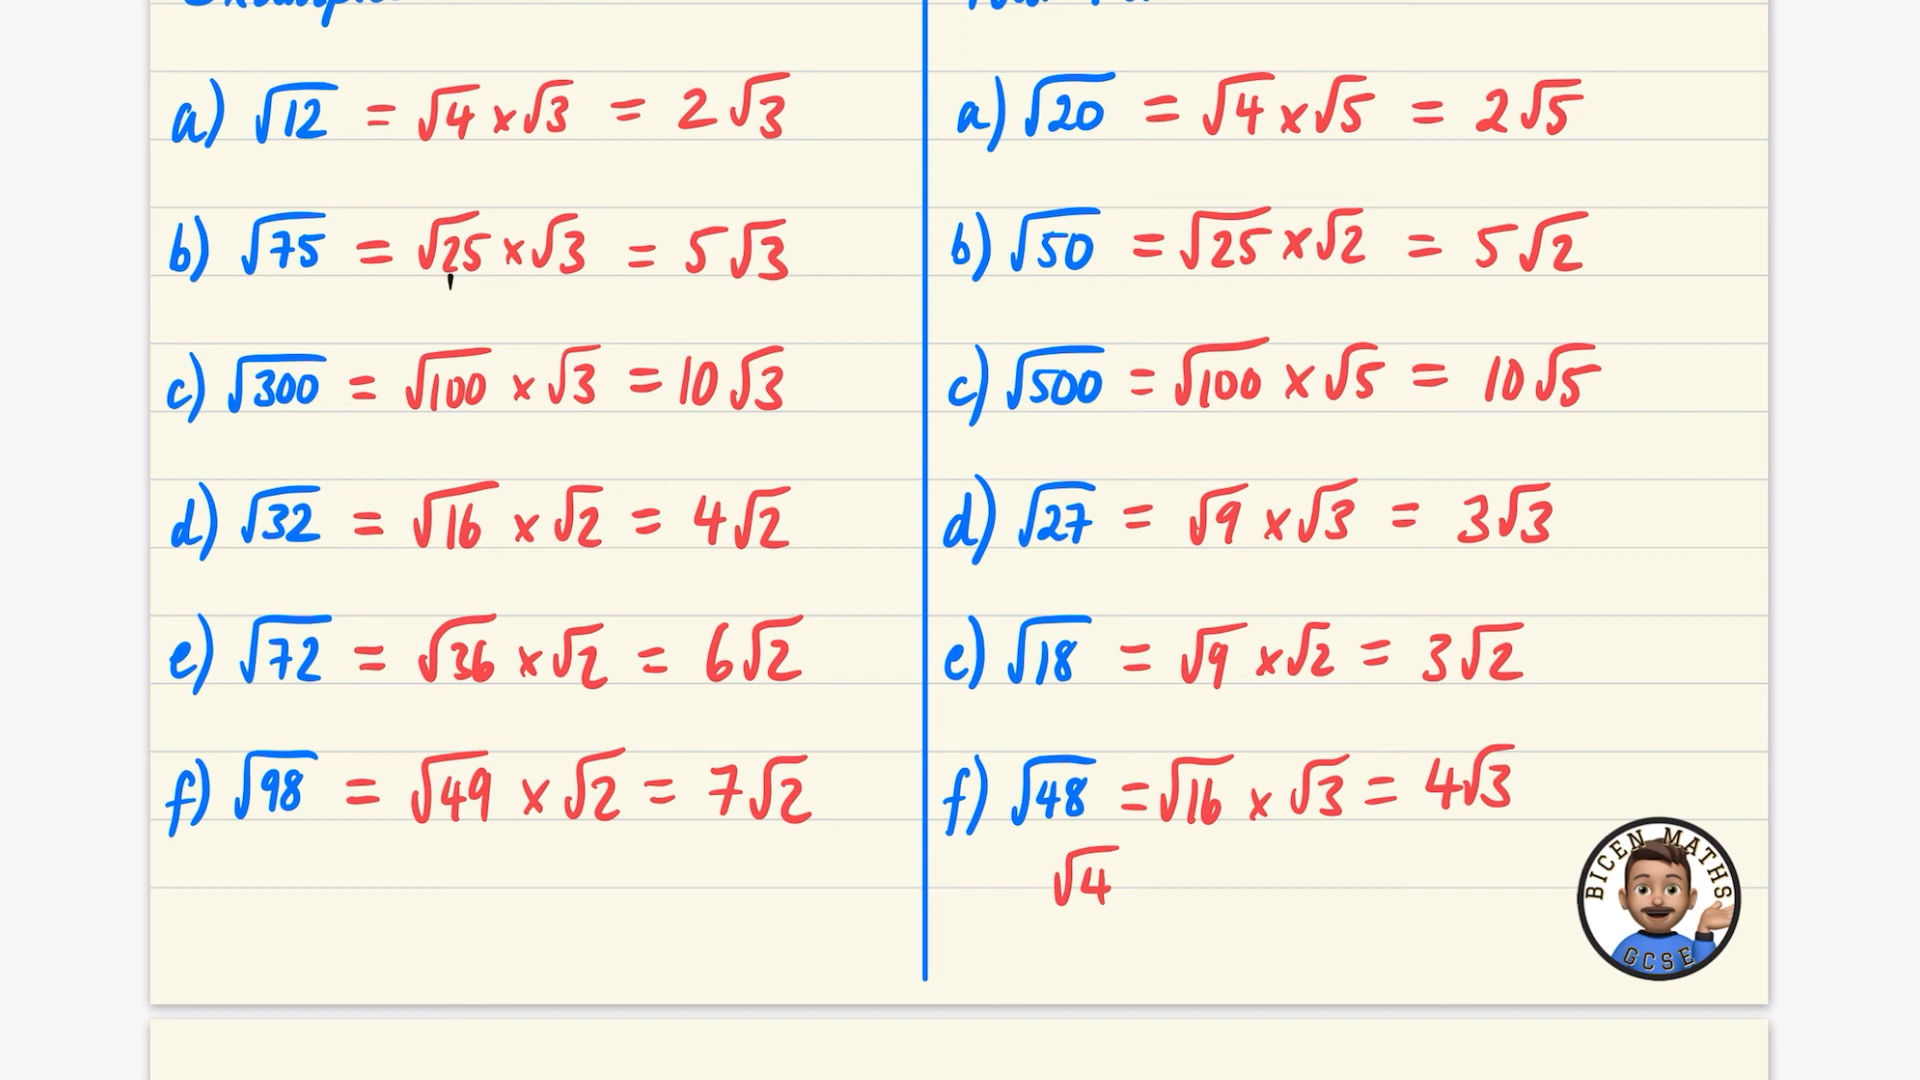 a) √12 = √4 × √3 = 2√3
b) √75 = √25 × √3 = 5√3
c) √300 = √100 × √3 = 10√3
d) √32 = √16 × √2 = 4√2
e) √72 = √36 × √2 = 6√2
f) √98 = √49 × √2 = 7√2
a) √20 = √4 × √5 = 2√5
b) √50 = √25 × √2 = 5√2
c) √500 = √100 × √5 = 10√5
d) √27 = √9 × √3 = 3√3
e) √18 = √9 × √2 = 3√2
f) √48 = √16 × √3 = 4√3
√4
BICEN MATHS
GCSE